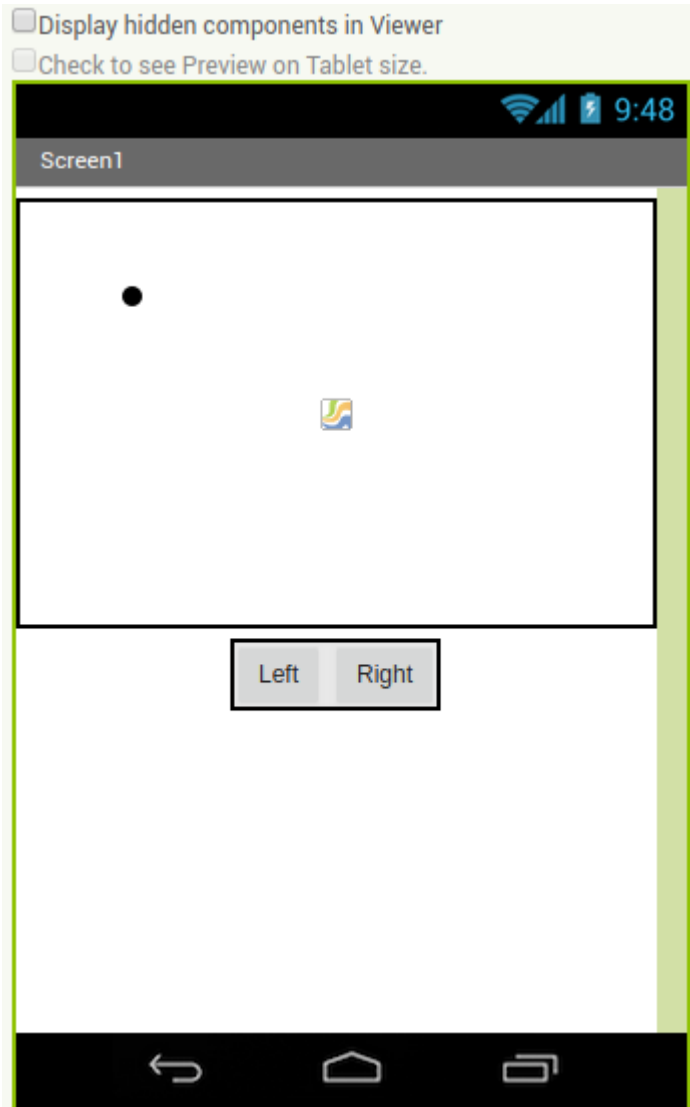 Display hidden components in Viewer
Check to see Preview on Tablet size.
9:48
Screen1
Left Right